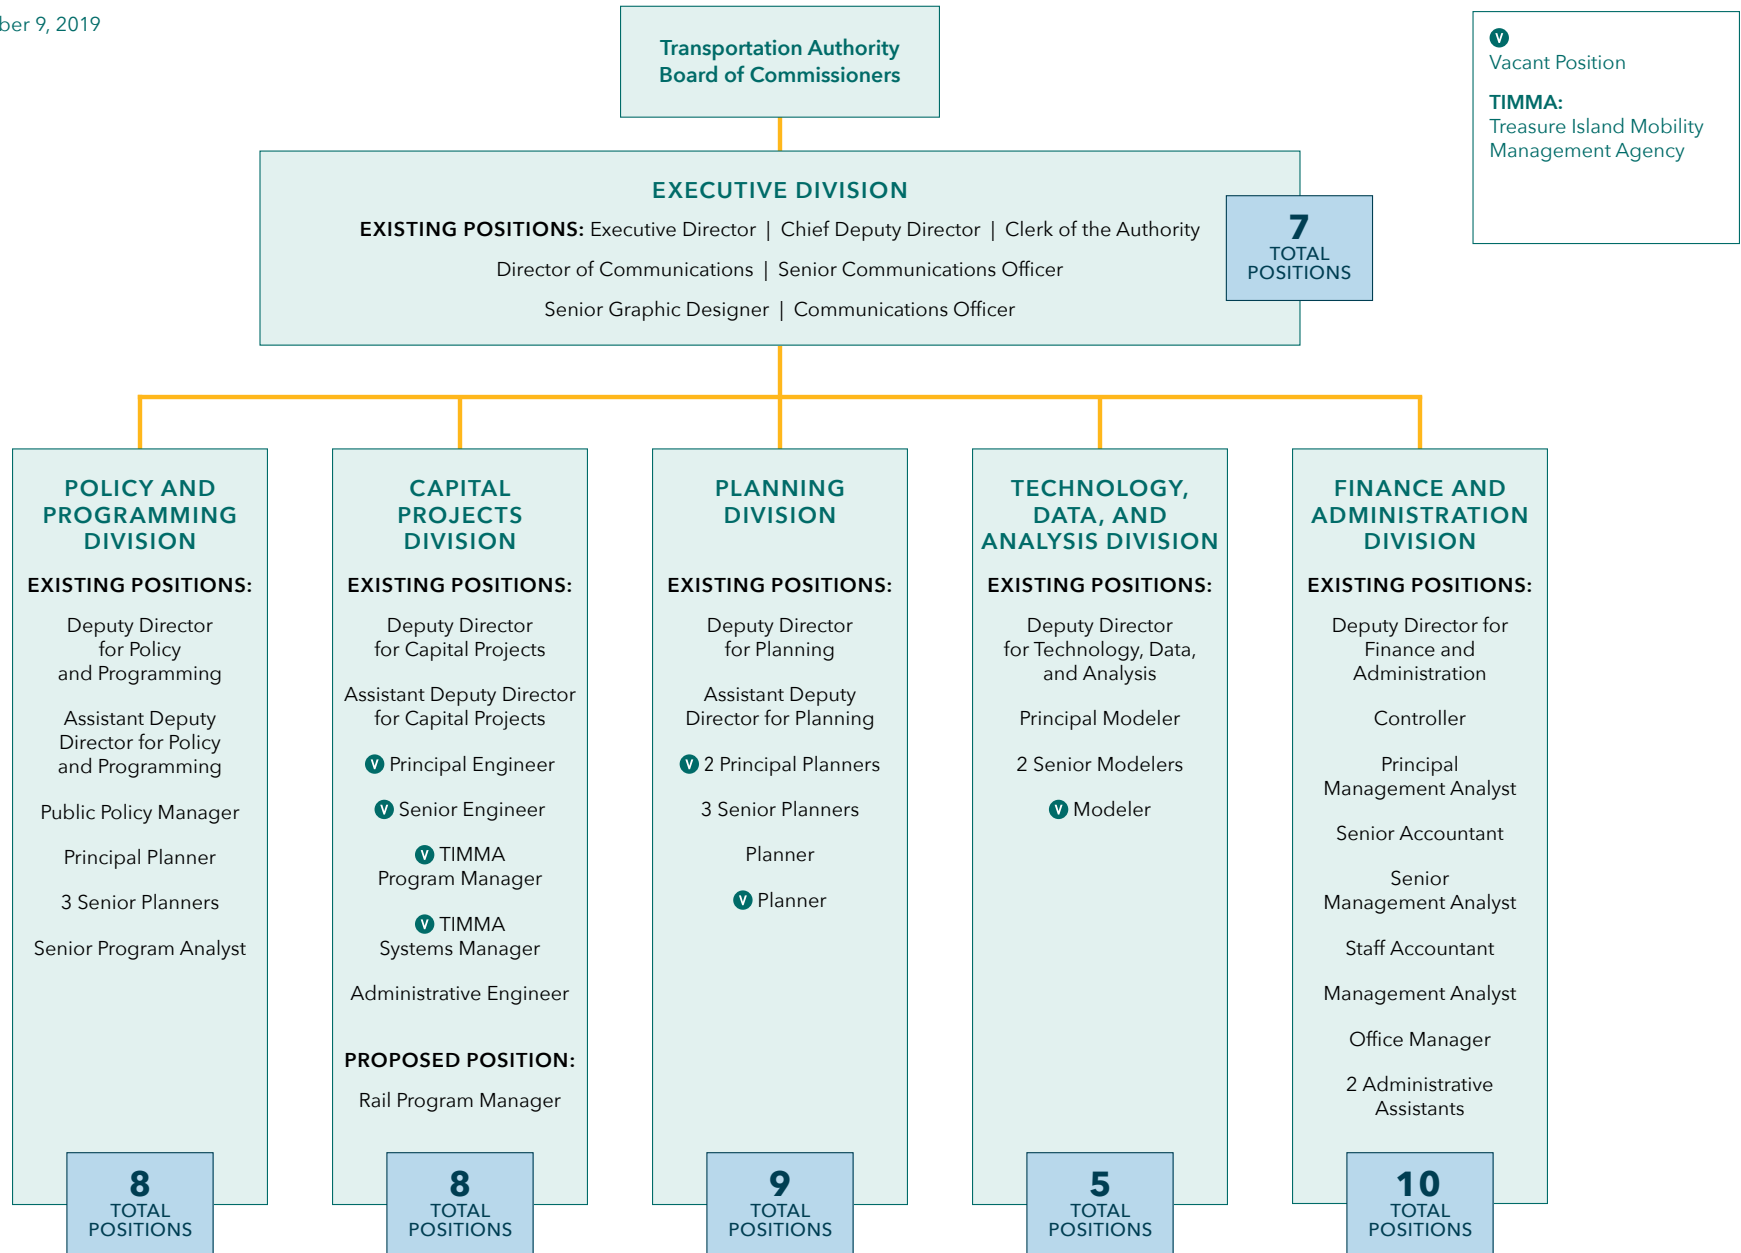 9, 2019
Transportation Authority
Board of Commissioners
V
Vacant Position
TIMMA:
Treasure Island Mobility
Management Agency
EXECUTIVE DIVISION
EXISTING POSITIONS: Executive Director | Chief Deputy Director | Clerk of the Authority
Director of Communications | Senior Communications Officer
Senior Graphic Designer | Communications Officer
7
TOTAL
POSITIONS
POLICY AND
PROGRAMMING
DIVISION
EXISTING POSITIONS:
Deputy Director
for Policy
and Programming
Assistant Deputy
Director for Policy
and Programming
Public Policy Manager
Principal Planner
3 Senior Planners
Senior Program Analyst
8
TOTAL
POSITIONS
CAPITAL
PROJECTS
DIVISION
EXISTING POSITIONS:
Deputy Director
for Capital Projects
Assistant Deputy Director
for Capital Projects
V Principal Engineer
V Senior Engineer
V TIMMA
Program Manager
V TIMMA
Systems Manager
Administrative Engineer
PROPOSED POSITION:
Rail Program Manager
8
TOTAL
POSITIONS
PLANNING
DIVISION
EXISTING POSITIONS:
Deputy Director
for Planning
Assistant Deputy
Director for Planning
V 2 Principal Planners
3 Senior Planners
Planner
V Planner
9
TOTAL
POSITIONS
TECHNOLOGY,
DATA, AND
ANALYSIS DIVISION
EXISTING POSITIONS:
Deputy Director
for Technology, Data,
and Analysis
Principal Modeler
2 Senior Modelers
V Modeler
5
TOTAL
POSITIONS
FINANCE AND
ADMINISTRATION
DIVISION
EXISTING POSITIONS:
Deputy Director for
Finance and
Administration
Controller
Principal
Management Analyst
Senior Accountant
Senior
Management Analyst
Staff Accountant
Management Analyst
Office Manager
2 Administrative
Assistants
10
TOTAL
POSITIONS